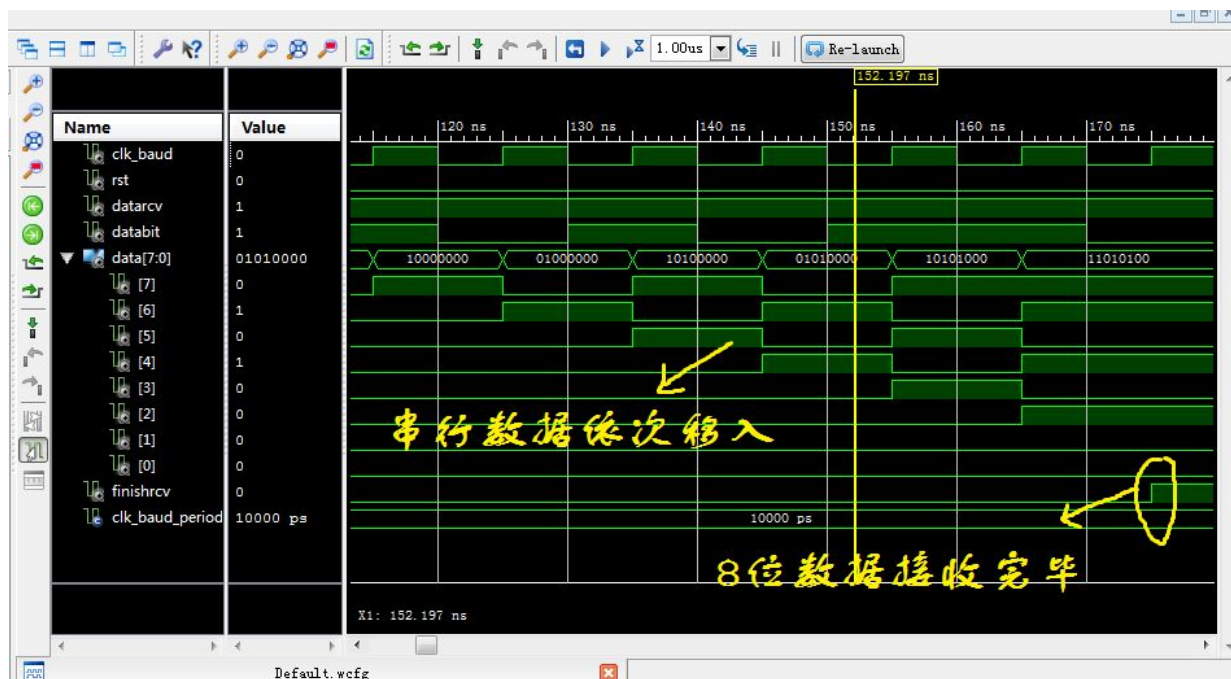 1.00us
Re-launch
152.197 ns
Name Value
120 ns 130 ns 140 ns 150 ns 160 ns 170 ns
clk_baud 0
rst 0
datarcv 1
databit 1
data[7:0] 01010000 10000000 01000000 10100000 01010000 10101000 11010100
[7] 0
[6] 1
[5] 0
[4] 1
[3] 0
[2] 0
[1] 0
[0] 0
串行数据依次移入
finishrcv 0
clk_baud_period 10000 ps 10000 ps
8位数据接收完毕
X1: 152.197 ns
Default.wcfg